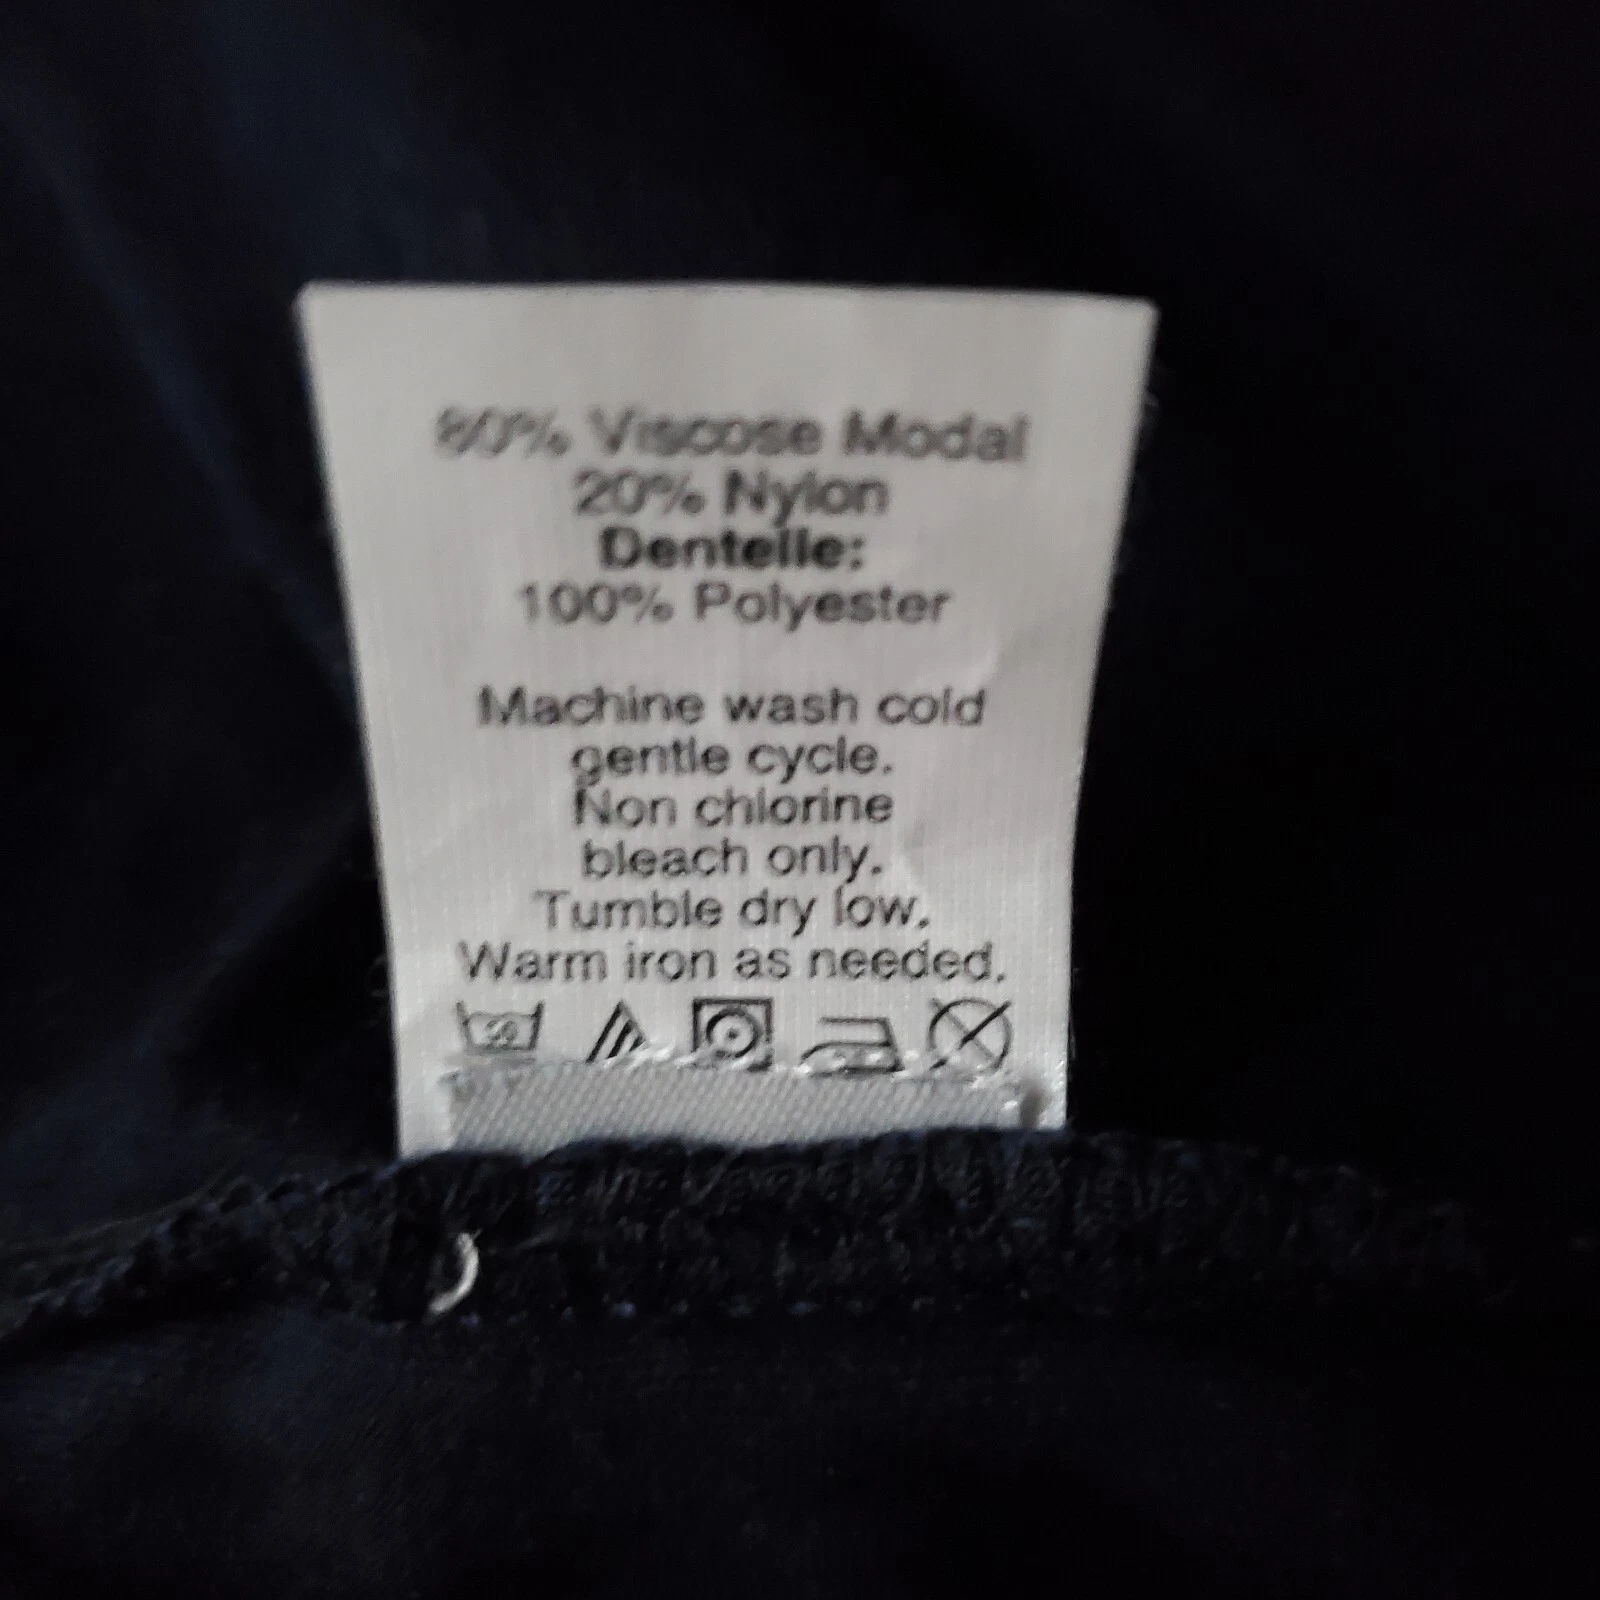 80% Viscose Modal
20% Nylon
Dentelle:
100% Polyester
Machine wash cold
gentle cycle.
Non chlorine
bleach only.
Tumble dry low.
Warm iron as needed.
30